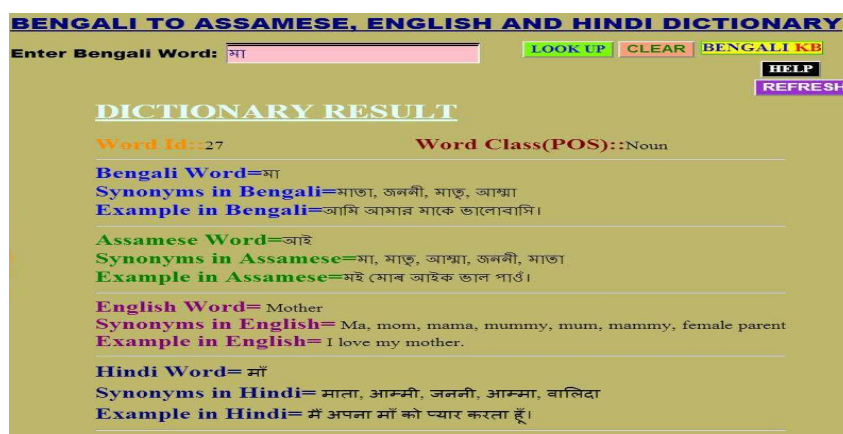 BENGALI TO ASSAMESE, ENGLISH AND HINDI DICTIONARY
Enter Bengali Word: মা LOOK UP CLEAR BENGALI KB
HELP
REFRESH
DICTIONARY RESULT
Word Id::27 Word Class(POS)::Noun
Bengali Word=মা
Synonyms in Bengali=মাতা, জননী, মাতৃ, আম্মা
Example in Bengali=আমি আমার মাকে ভালোবাসি।
Assamese Word=আই
Synonyms in Assamese=মা, মাতৃ, আম্মা, জননী, মাতা
Example in Assamese=মই মোৰ আইক ভাল পাওঁ।
English Word= Mother
Synonyms in English= Ma, mom, mama, mummy, mum, mammy, female parent
Example in English= I love my mother.
Hindi Word= माँ
Synonyms in Hindi= माता, आम्मी, जननी, आम्मा, वालिदा
Example in Hindi= मैं अपना माँ को प्यार करता हूँ।